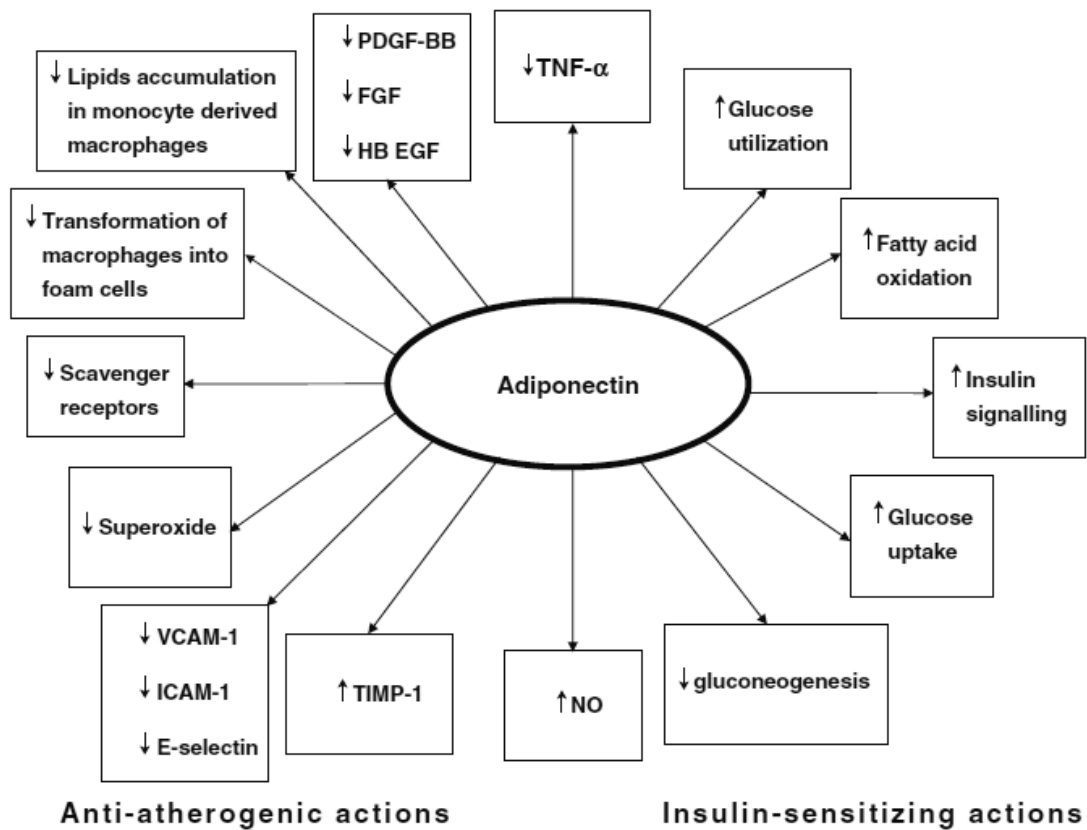 ↓ Lipids accumulation
in monocyte derived
macrophages
↓ PDGF-BB
↓ FGF
↓ HB EGF
↓ TNF-α
↑ Glucose
utilization
↓ Transformation of
macrophages into
foam cells
↑ Fatty acid
oxidation
↓ Scavenger
receptors
Adiponectin
↑ Insulin
signalling
↓ Superoxide
↑ Glucose
uptake
↓ VCAM-1
↓ ICAM-1
↓ E-selectin
↑ TIMP-1
↑ NO
↓ gluconeogenesis
Anti-atherogenic actions
Insulin-sensitizing actions